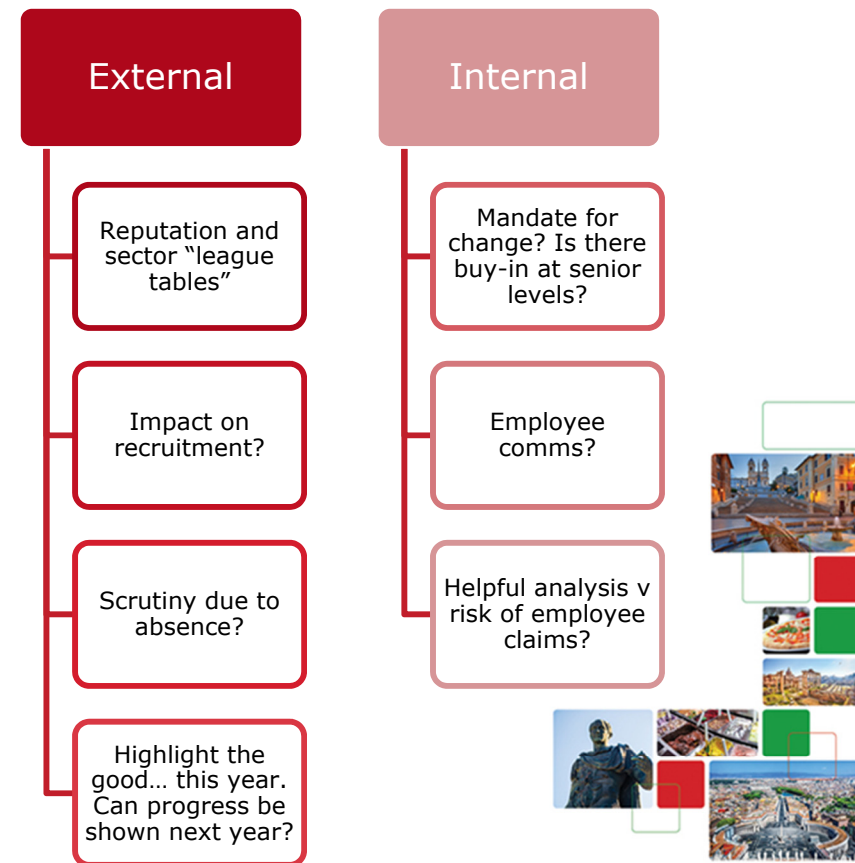 External
Reputation and
sector “league
tables”
Impact on
recruitment?
Scrutiny due to
absence?
Highlight the
good… this year.
Can progress be
shown next year?
Internal
Mandate for
change? Is there
buy-in at senior
levels?
Employee
comms?
Helpful analysis v
risk of employee
claims?